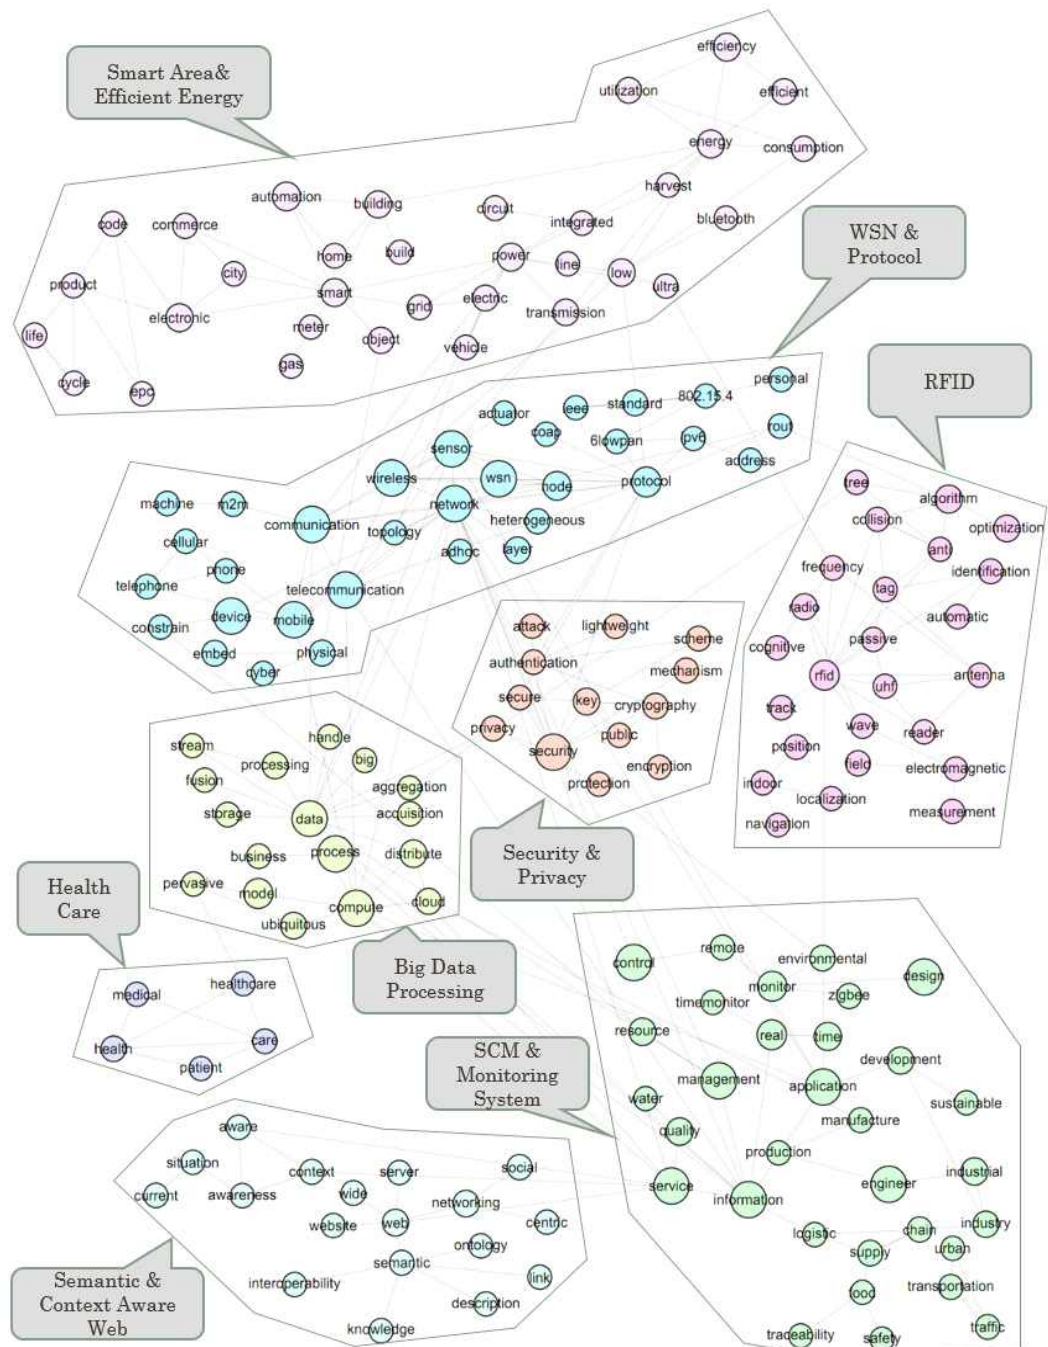 Smart Area&
Efficient Energy
efficiency
utilization
efficient
energy
consumption
automation
building
harvest
code
commerce
circuit
integrated
bluetooth
home
build
power
line
low
city
product
smart
electric
ultra
electronic
grid
transmission
life
meter
object
vehicle
gas
cycle
epc
WSN &
Protocol
personal
802.15.4
standard
ieee
actuator
coap
6lowpan
ipv6
rout
sensor
address
wireless
wsn
node
protocol
machine
m2m
network
communication
topology
heterogeneous
cellular
adhoc
layer
phone
telephone
telecommunication
device
mobile
constrain
embed
physical
cyber
RFID
tree
algorithm
collision
optimization
anti
frequency
identification
tag
radio
automatic
cognitive
passive
rfid
uhf
antenna
track
wave
reader
position
field
electromagnetic
indoor
localization
measurement
navigation
attack
lightweight
scheme
authentication
mechanism
secure
key
cryptography
privacy
public
security
encryption
protection
Security &
Privacy
handle
stream
processing
big
fusion
aggregation
storage
data
acquisition
business
process
distribute
pervasive
model
compute
cloud
ubiquitous
Big Data
Processing
Health
Care
medical
healthcare
health
care
patient
SCM &
Monitoring
System
remote
control
environmental
monitor
design
timemonitor
zigbee
resource
real
time
development
management
application
water
manufacture
sustainable
quality
production
service
information
engineer
industrial
logistic
chain
industry
supply
urban
food
transportation
traceability
safety
traffic
aware
situation
context
server
social
current
awareness
wide
networking
website
web
centric
ontology
semantic
interoperability
link
description
knowledge
Semantic &
Context Aware
Web